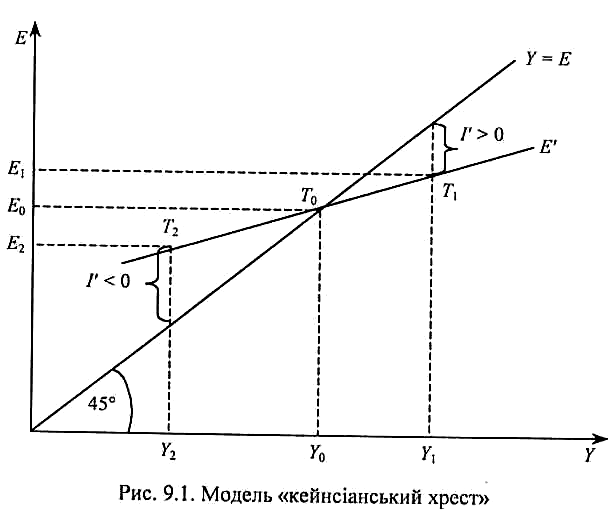 E
Y = E
I' > 0
E₁
E'
T₁
E₀
T₀
T₂
E₂
I' < 0
45°
Y₂
Y₀
Y₁
Y
Рис. 9.1. Модель «кейнсіанський хрест»